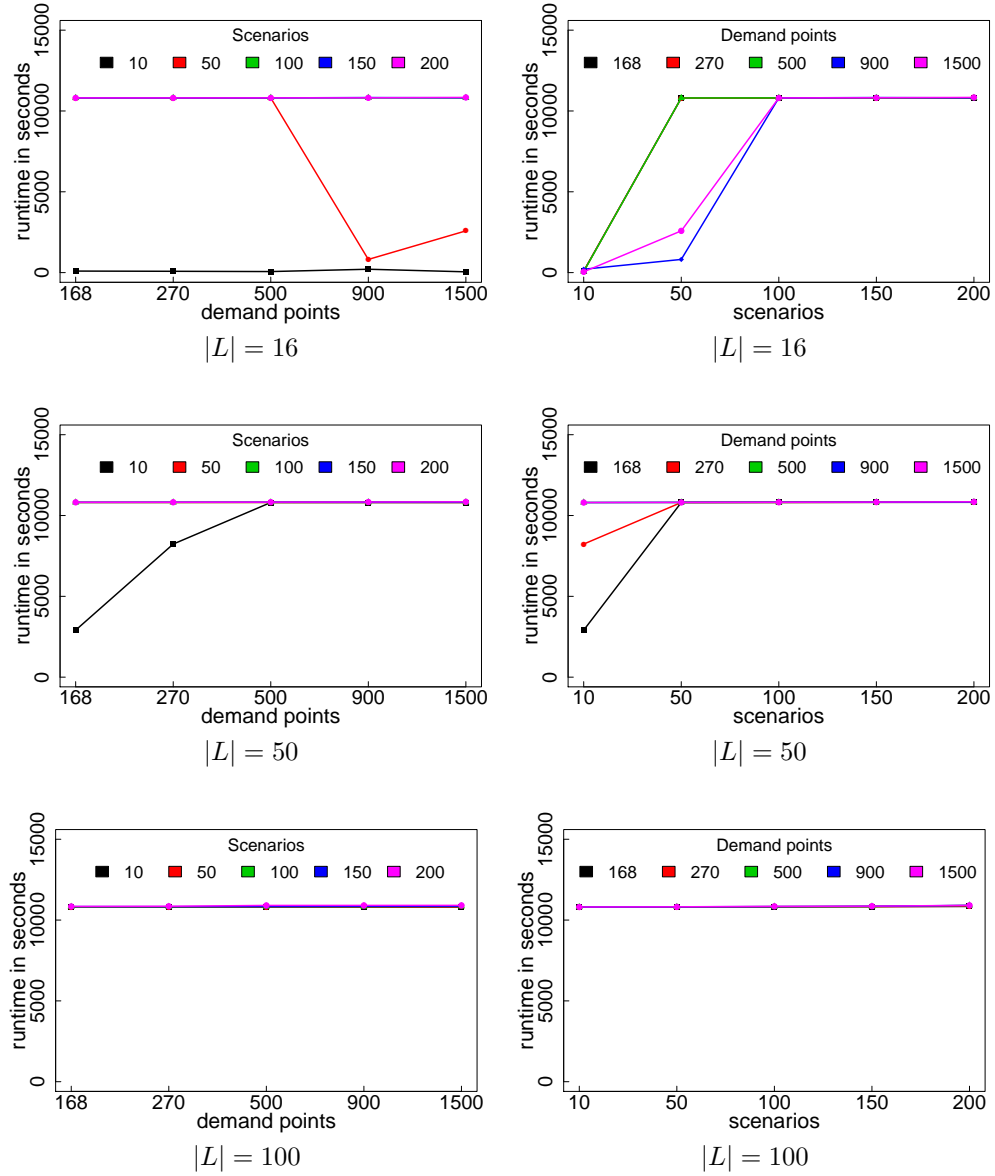 Scenarios
10 50 100 150 200
15000
10000
5000
0
runtime in seconds
168 270 500 900 1500
demand points
|L| = 16
Demand points
168 270 500 900 1500
15000
10000
5000
0
runtime in seconds
10 50 100 150 200
scenarios
|L| = 16
Scenarios
10 50 100 150 200
15000
10000
5000
0
runtime in seconds
168 270 500 900 1500
demand points
|L| = 50
Demand points
168 270 500 900 1500
15000
10000
5000
0
runtime in seconds
10 50 100 150 200
scenarios
|L| = 50
Scenarios
10 50 100 150 200
15000
10000
5000
0
runtime in seconds
168 270 500 900 1500
demand points
|L| = 100
Demand points
168 270 500 900 1500
15000
10000
5000
0
runtime in seconds
10 50 100 150 200
scenarios
|L| = 100